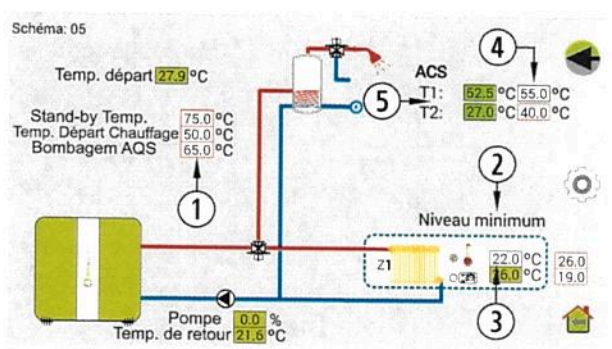 Schéma: 05
Temp. départ 27.9 °C
Stand-by Temp. 75.0 °C
Temp. Départ Chauffage 50.0 °C
Bombagem AQS 65.0 °C
1
4
ACS
5
T1: 52.5 °C 55.0 °C
T2: 27.0 °C 40.0 °C
2
Niveau minimum
Z1
22.0 °C 26.0
26.0 °C 19.0
3
Pompe 0.0 %
Temp. de retour 21,6 °C